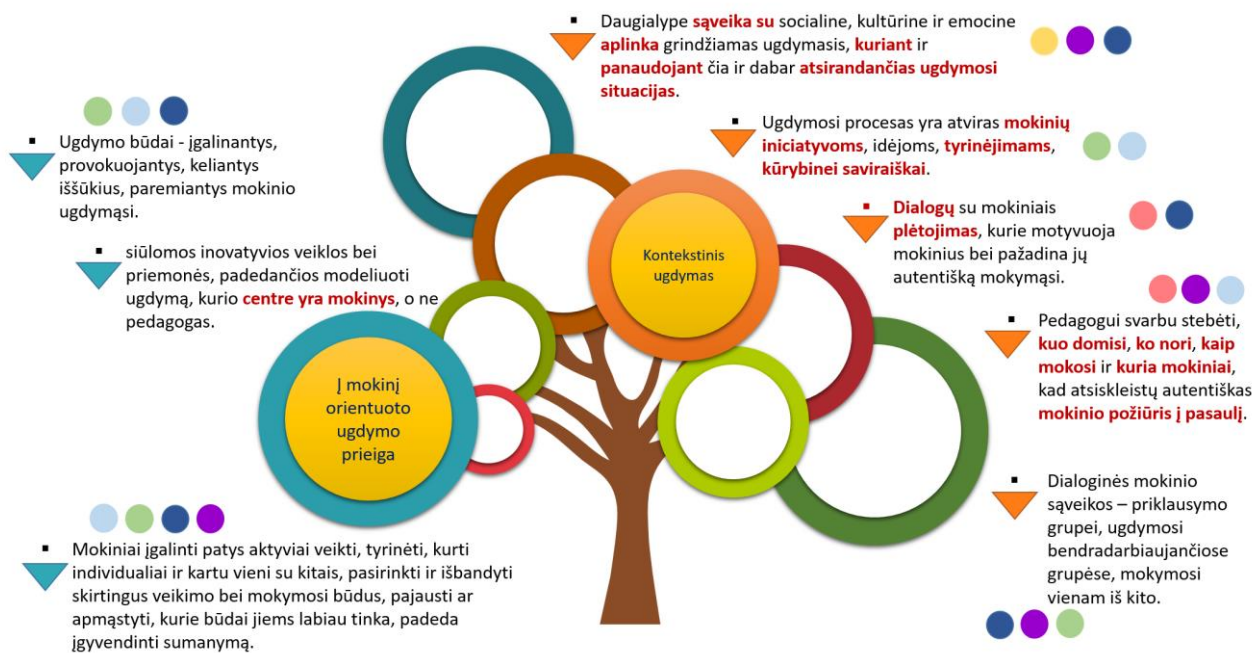 ▪ Daugialype sąveika su socialine, kultūrine ir emocine
aplinka grindžiamas ugdymasis, kuriant ir
panaudojant čia ir dabar atsirandančias ugdymosi
situacijas.
▪ Ugdymo būdai - įgalinantys,
provokuojantys, keliantys
iššūkius, paremiantys mokinio
ugdymąsi.
▪ Ugdymosi procesas yra atviras mokinių
iniciatyvoms, idėjoms, tyrinėjimams,
kūrybinei saviraiškai.
▪ siūlomos inovatyvios veiklos bei
priemonės, padedančios modeliuoti
ugdymą, kurio centre yra mokinys, o ne
pedagogas.
Kontekstinis
ugdymas
▪ Dialogų su mokiniais
plėtojimas, kurie motyvuoja
mokinius bei pažadina jų
autentišką mokymąsi.
▪ Pedagogui svarbu stebėti,
kuo domisi, ko nori, kaip
mokosi ir kuria mokiniai,
kad atsiskleistų autentiškas
mokinio požiūris į pasaulį.
Į mokinį
orientuoto
ugdymo
prieiga
▪ Dialoginės mokinio
sąveikos – priklausymo
grupei, ugdymosi
bendradarbiaujančiose
grupėse, mokymosi
vienam iš kito.
▪ Mokiniai įgalinti patys aktyviai veikti, tyrinėti, kurti
individualiai ir kartu vieni su kitais, pasirinkti ir išbandyti
skirtingus veikimo bei mokymosi būdus, pajausti ar
apmąstyti, kurie būdai jiems labiau tinka, padeda
įgyvendinti sumanymą.